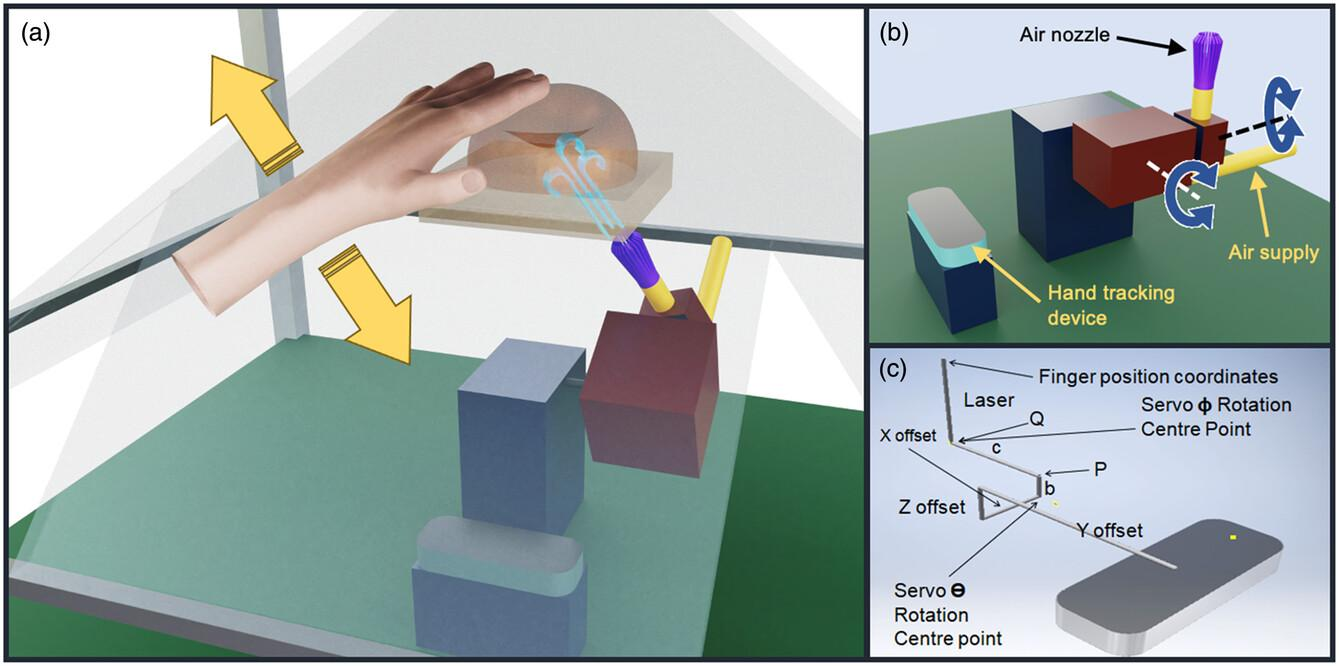 (a)
(b)
Air nozzle
Air supply
Hand tracking
device
(c)
Finger position coordinates
Laser
Servo ϕ Rotation
Centre Point
Q
X offset
c
P
b
Z offset
Y offset
Servo Θ
Rotation
Centre point